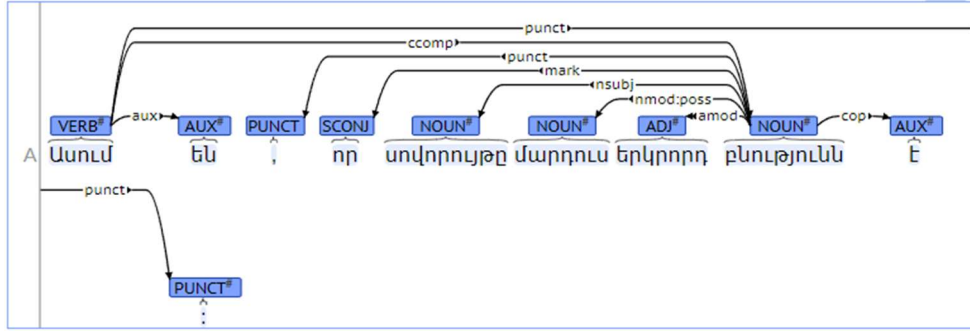 punct
ccomp
punct
mark
nsubj
nmod:poss
aux amod cop
VERB# AUX# PUNCT SCONJ NOUN# NOUN# ADJ# NOUN# AUX#
A Ասում են , որ սովորույթը մարդուս երկրորդ բնությունն է
punct
PUNCT#
: